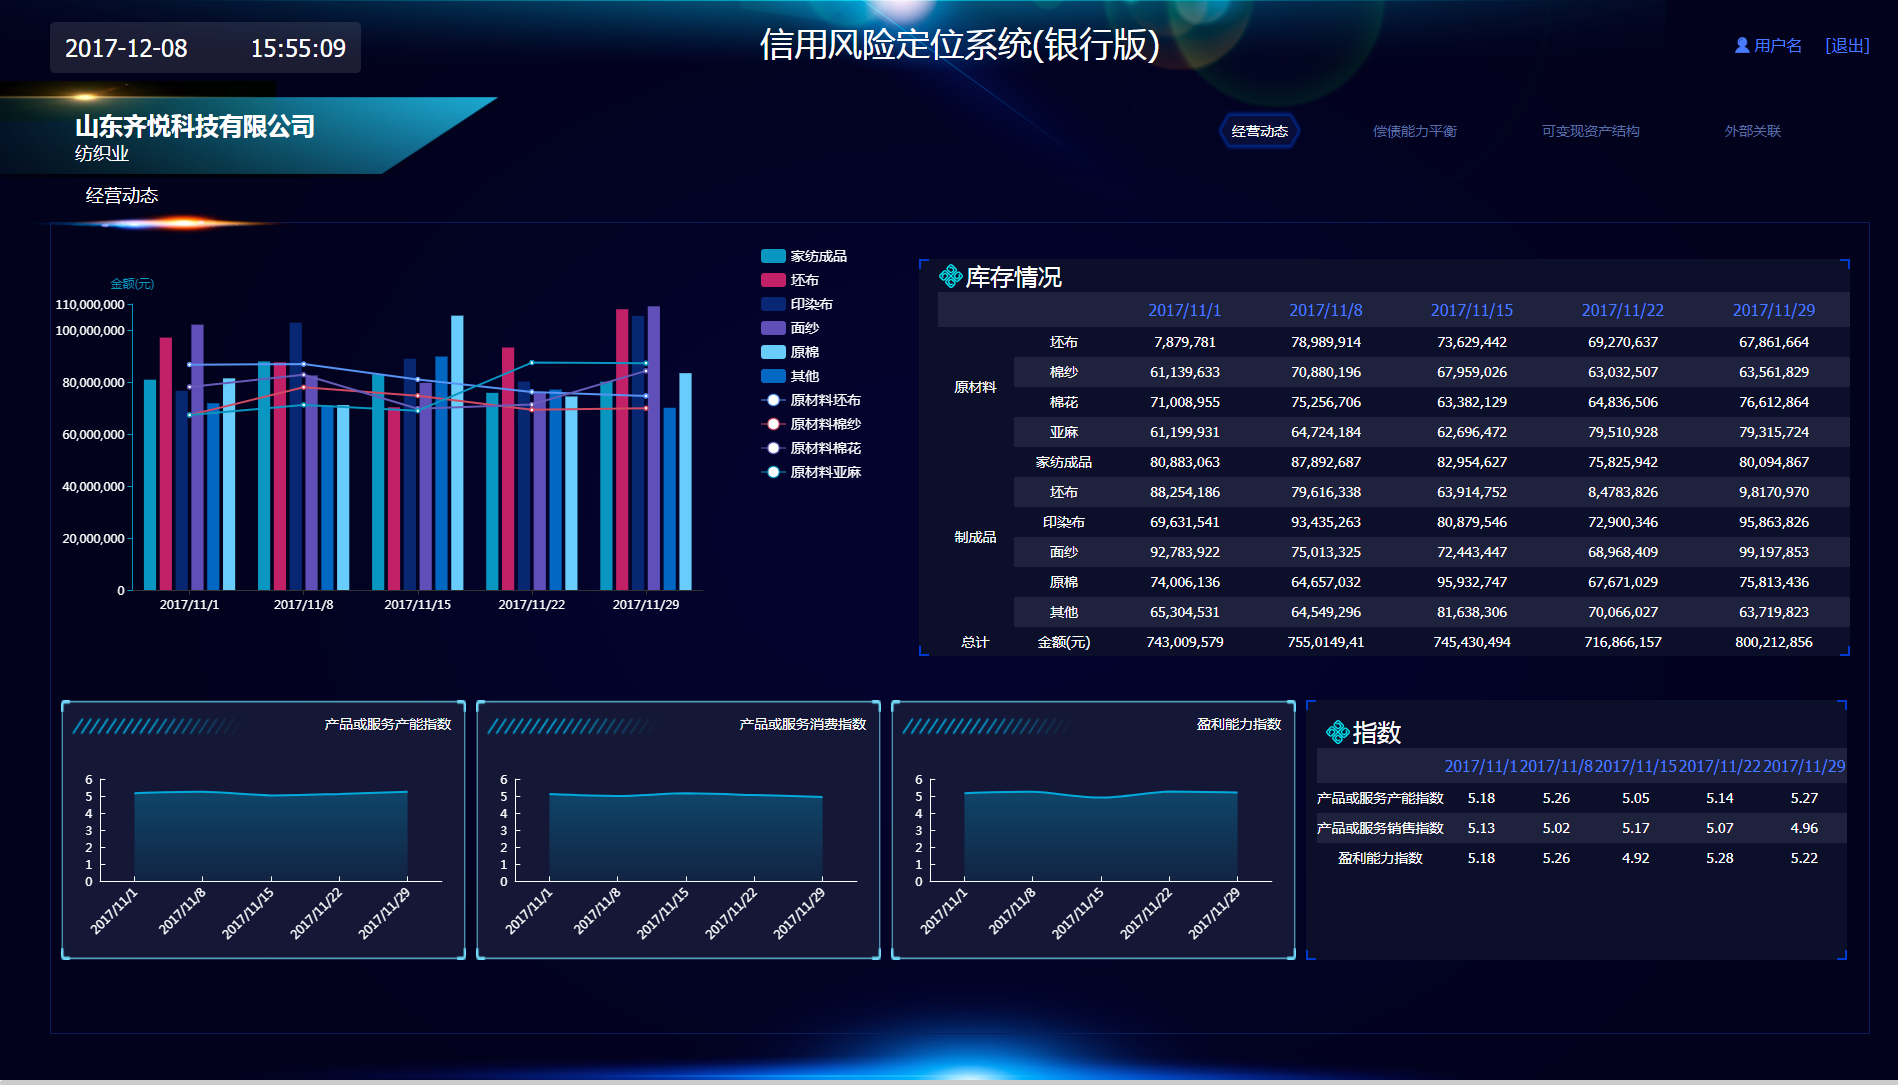 2017-12-08 15:55:09
信用风险定位系统(银行版)
用户名 [退出]
山东齐悦科技有限公司
纺织业
经营动态 偿债能力平衡 可变现资产结构 外部关联
经营动态
金额(元)
110,000,000
100,000,000
80,000,000
60,000,000
40,000,000
20,000,000
0
2017/11/1 2017/11/8 2017/11/15 2017/11/22 2017/11/29
家纺成品
坯布
印染布
面纱
原棉
其他
原材料坯布
原材料棉纱
原材料棉花
原材料亚麻
库存情况
2017/11/1 2017/11/8 2017/11/15 2017/11/22 2017/11/29
原材料
坯布 7,879,781 78,989,914 73,629,442 69,270,637 67,861,664
棉纱 61,139,633 70,880,196 67,959,026 63,032,507 63,561,829
棉花 71,008,955 75,256,706 63,382,129 64,836,506 76,612,864
亚麻 61,199,931 64,724,184 62,696,472 79,510,928 79,315,724
制成品
家纺成品 80,883,063 87,892,687 82,954,627 75,825,942 80,094,867
坯布 88,254,186 79,616,338 63,914,752 8,4783,826 9,8170,970
印染布 69,631,541 93,435,263 80,879,546 72,900,346 95,863,826
面纱 92,783,922 75,013,325 72,443,447 68,968,409 99,197,853
原棉 74,006,136 64,657,032 95,932,747 67,671,029 75,813,436
其他 65,304,531 64,549,296 81,638,306 70,066,027 63,719,823
总计 金额(元) 743,009,579 755,0149,41 745,430,494 716,866,157 800,212,856
产品或服务产能指数
6
5
4
3
2
1
0
2017/11/1 2017/11/8 2017/11/15 2017/11/22 2017/11/29
产品或服务消费指数
6
5
4
3
2
1
0
2017/11/1 2017/11/8 2017/11/15 2017/11/22 2017/11/29
盈利能力指数
6
5
4
3
2
1
0
2017/11/1 2017/11/8 2017/11/15 2017/11/22 2017/11/29
指数
2017/11/1 2017/11/8 2017/11/15 2017/11/22 2017/11/29
产品或服务产能指数 5.18 5.26 5.05 5.14 5.27
产品或服务销售指数 5.13 5.02 5.17 5.07 4.96
盈利能力指数 5.18 5.26 4.92 5.28 5.22